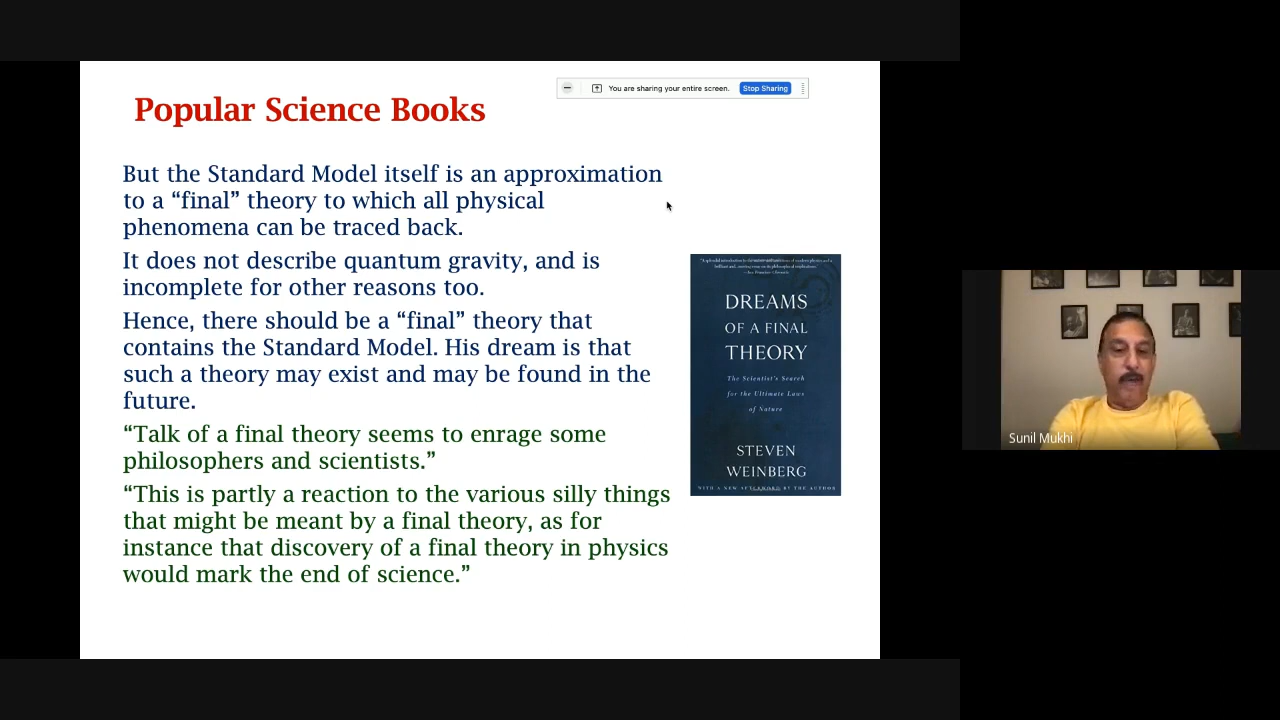 You are sharing your entire screen.
Stop Sharing
Popular Science Books
But the Standard Model itself is an approximation
to a “final” theory to which all physical
phenomena can be traced back.
It does not describe quantum gravity, and is
incomplete for other reasons too.
Hence, there should be a “final” theory that
contains the Standard Model. His dream is that
such a theory may exist and may be found in the
future.
“Talk of a final theory seems to enrage some
philosophers and scientists.”
“This is partly a reaction to the various silly things
that might be meant by a final theory, as for
instance that discovery of a final theory in physics
would mark the end of science.”
DREAMS
OF A FINAL
THEORY
The Scientist's Search
for the Ultimate Laws
of Nature
STEVEN
WEINBERG
WITH A NEW AFTERWORD BY THE AUTHOR
Sunil Mukhi